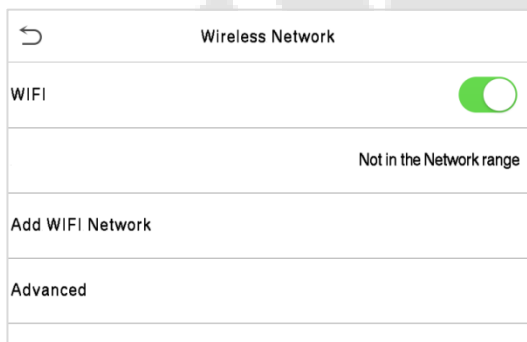 Wireless Network
WIFI
Not in the Network range
Add WIFI Network
Advanced